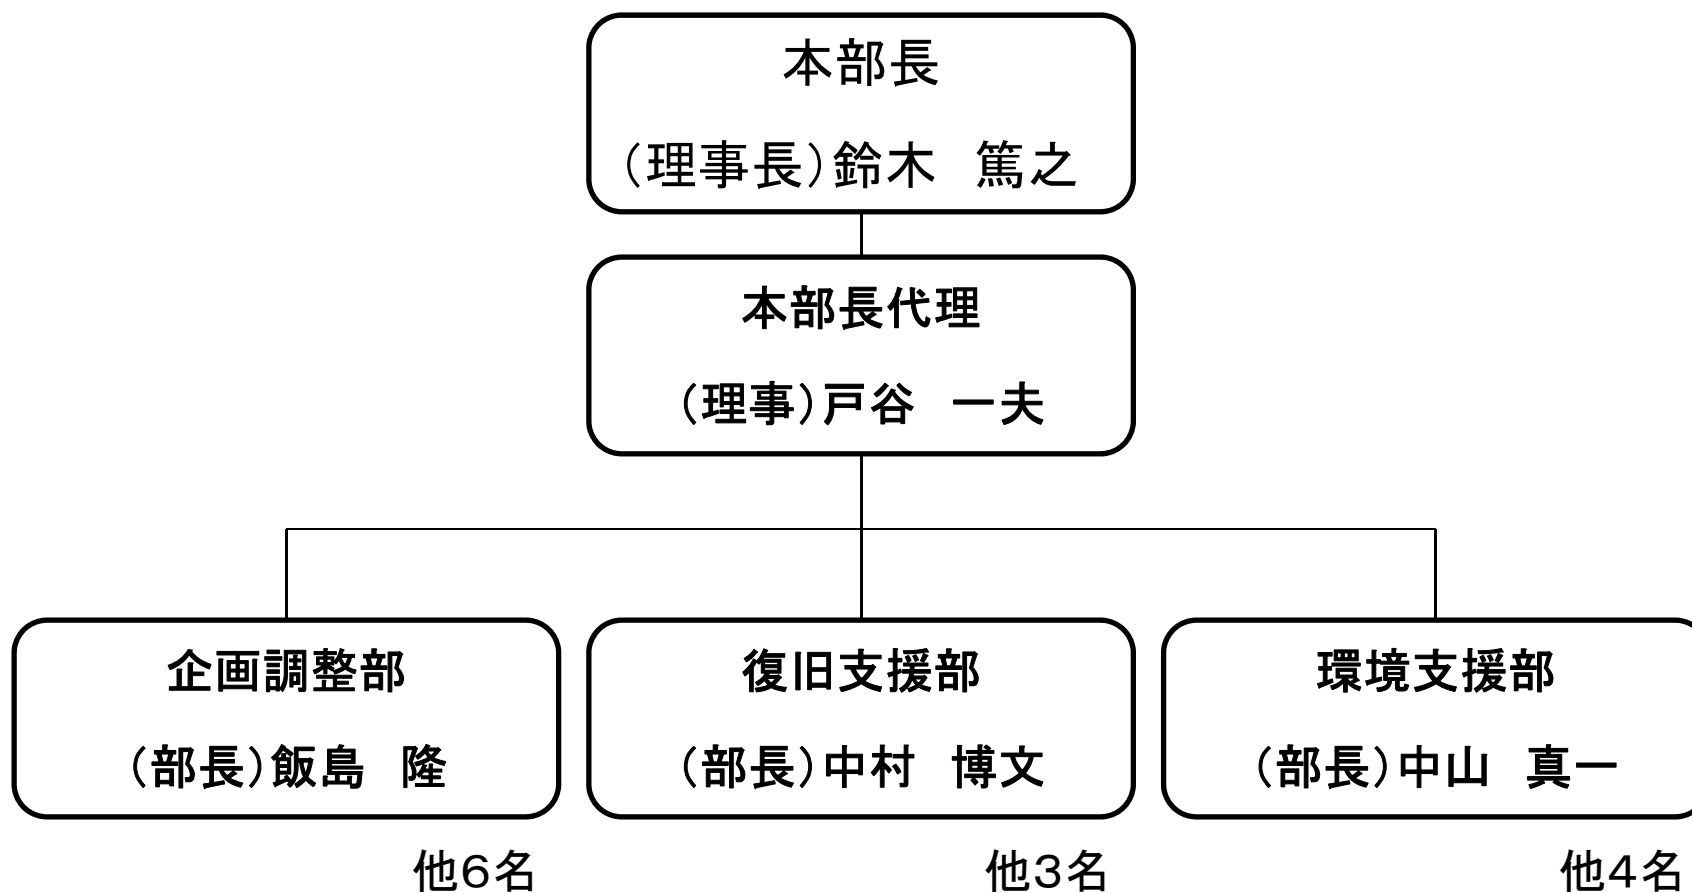 本部長
（理事長）鈴木　篤之
本部長代理
（理事）戸谷　一夫
企画調整部
（部長）飯島　隆
他6名
復旧支援部
（部長）中村　博文
他3名
環境支援部
（部長）中山　真一
他4名